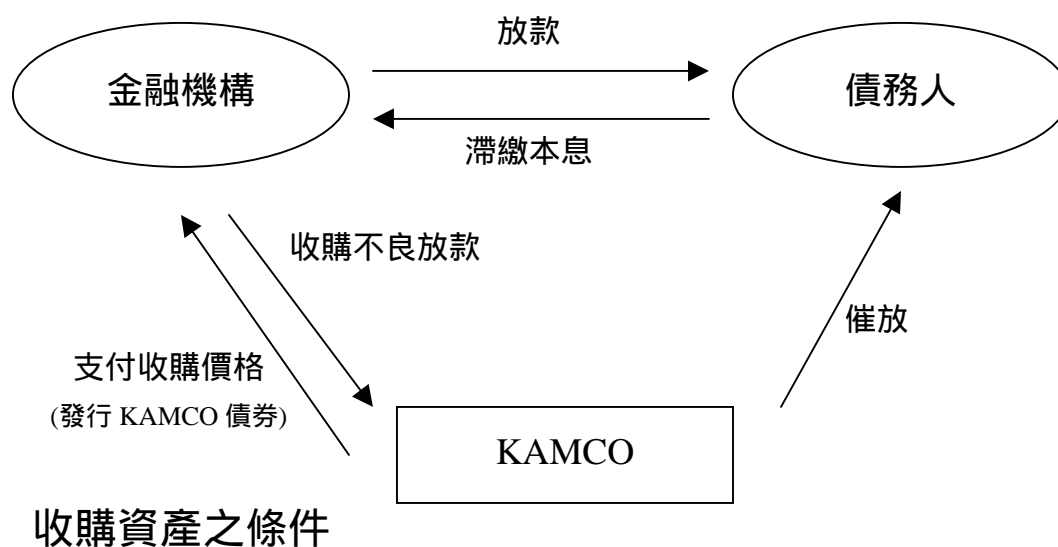 放款
金融機構
債務人
滯繳本息
收購不良放款
催放
支付收購價格
(發行 KAMCO 債券)
KAMCO
收購資產之條件